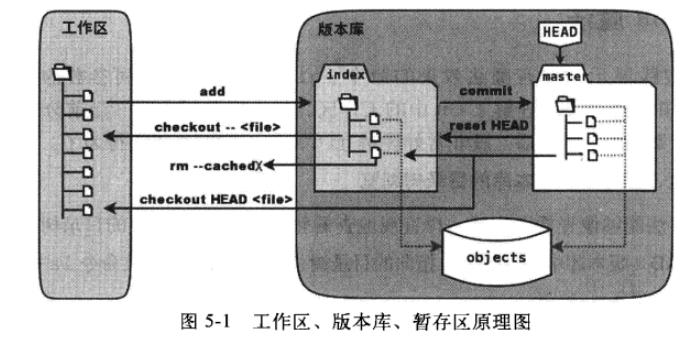 工作区
版本库
HEAD
index
master
add
commit
checkout -- <file>
reset HEAD
rm --cached
checkout HEAD <file>
objects
图 5-1 工作区、版本库、暂存区原理图